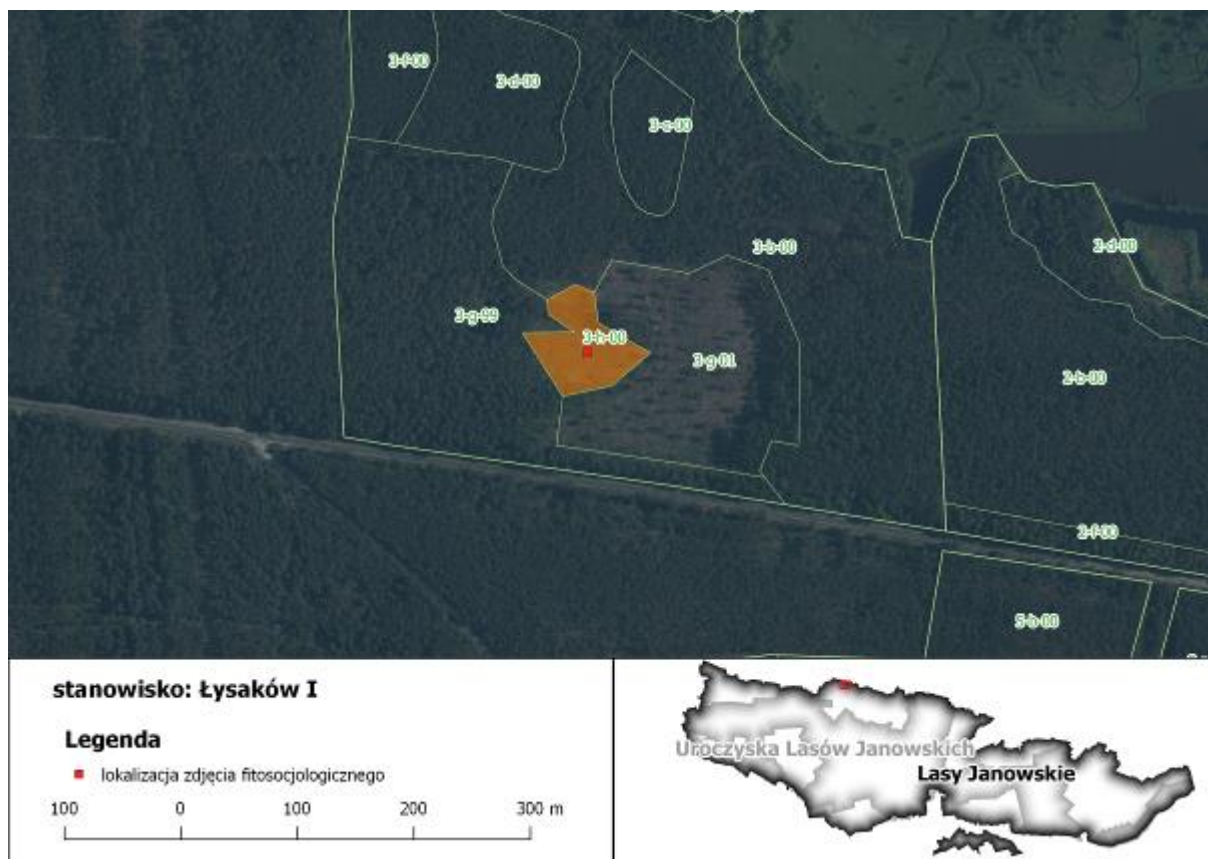 3-f-00
3-d-00
3-z-00
3-b-00
2-d-00
3-g-99
3-h-00
3-g-01
2-b-00
2-f-00
5-b-00
stanowisko: Łysaków I
Legenda
lokalizacja zdjęcia fitosocjologicznego
100 0 100 200 300 m
Uroczyska Lasów Janowskich
Lasy Janowskie